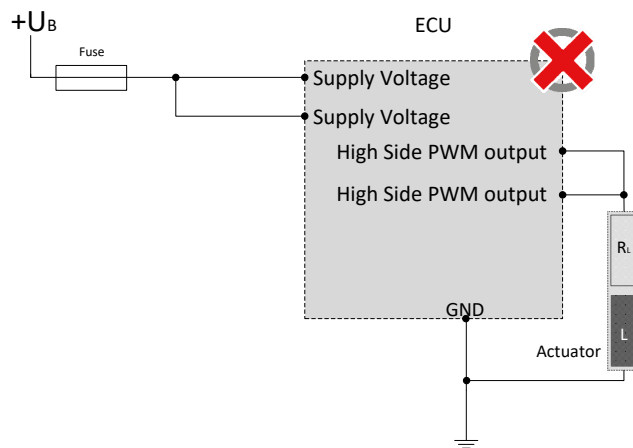 +UB
ECU
Fuse
Supply Voltage
Supply Voltage
High Side PWM output
High Side PWM output
RL
GND
L
Actuator